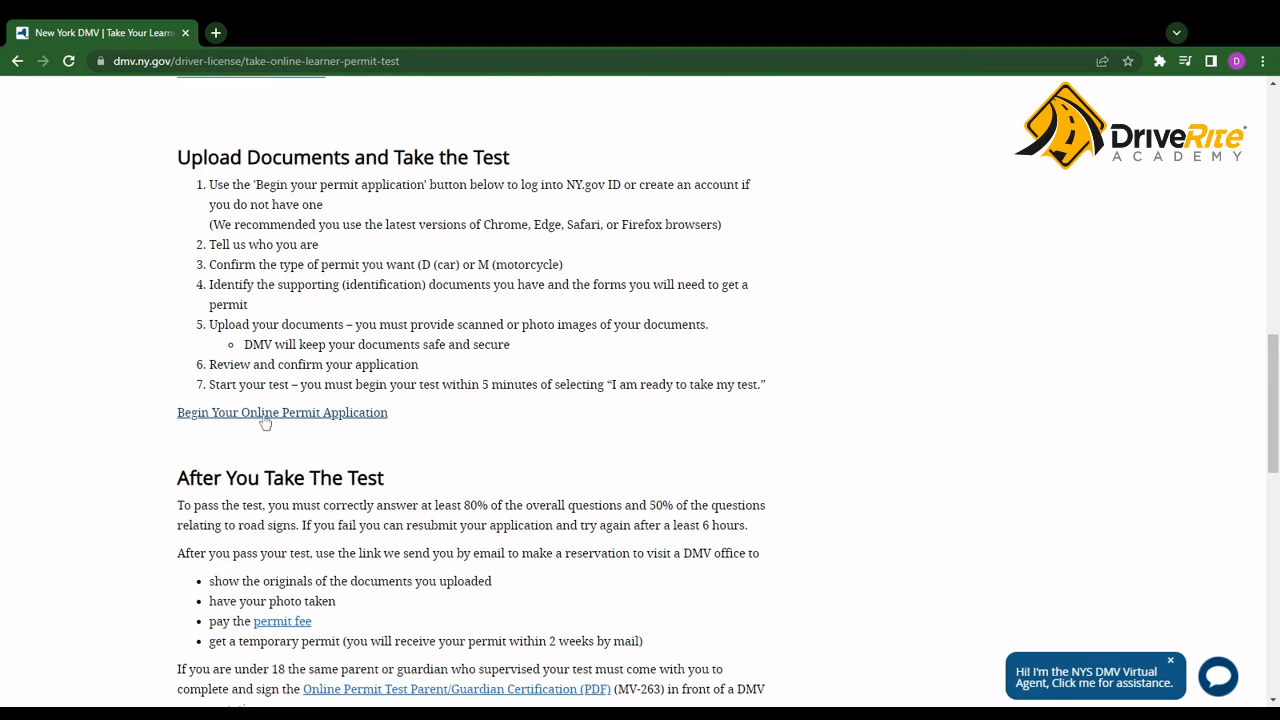 New York DMV | Take Your Learn
dmv.ny.gov/driver-license/take-online-learner-permit-test
D
DriveRite
ACADEMY
Upload Documents and Take the Test
1. Use the 'Begin your permit application' button below to log into NY.gov ID or create an account if
you do not have one
(We recommended you use the latest versions of Chrome, Edge, Safari, or Firefox browsers)
2. Tell us who you are
3. Confirm the type of permit you want (D (car) or M (motorcycle)
4. Identify the supporting (identification) documents you have and the forms you will need to get a
permit
5. Upload your documents – you must provide scanned or photo images of your documents.
DMV will keep your documents safe and secure
6. Review and confirm your application
7. Start your test – you must begin your test within 5 minutes of selecting “I am ready to take my test.”
Begin Your Online Permit Application
After You Take The Test
To pass the test, you must correctly answer at least 80% of the overall questions and 50% of the questions
relating to road signs. If you fail you can resubmit your application and try again after a least 6 hours.
After you pass your test, use the link we send you by email to make a reservation to visit a DMV office to
• show the originals of the documents you uploaded
• have your photo taken
• pay the permit fee
• get a temporary permit (you will receive your permit within 2 weeks by mail)
If you are under 18 the same parent or guardian who supervised your test must come with you to
complete and sign the Online Permit Test Parent/Guardian Certification (PDF) (MV-263) in front of a DMV
Hi! I'm the NYS DMV Virtual
Agent, Click me for assistance.